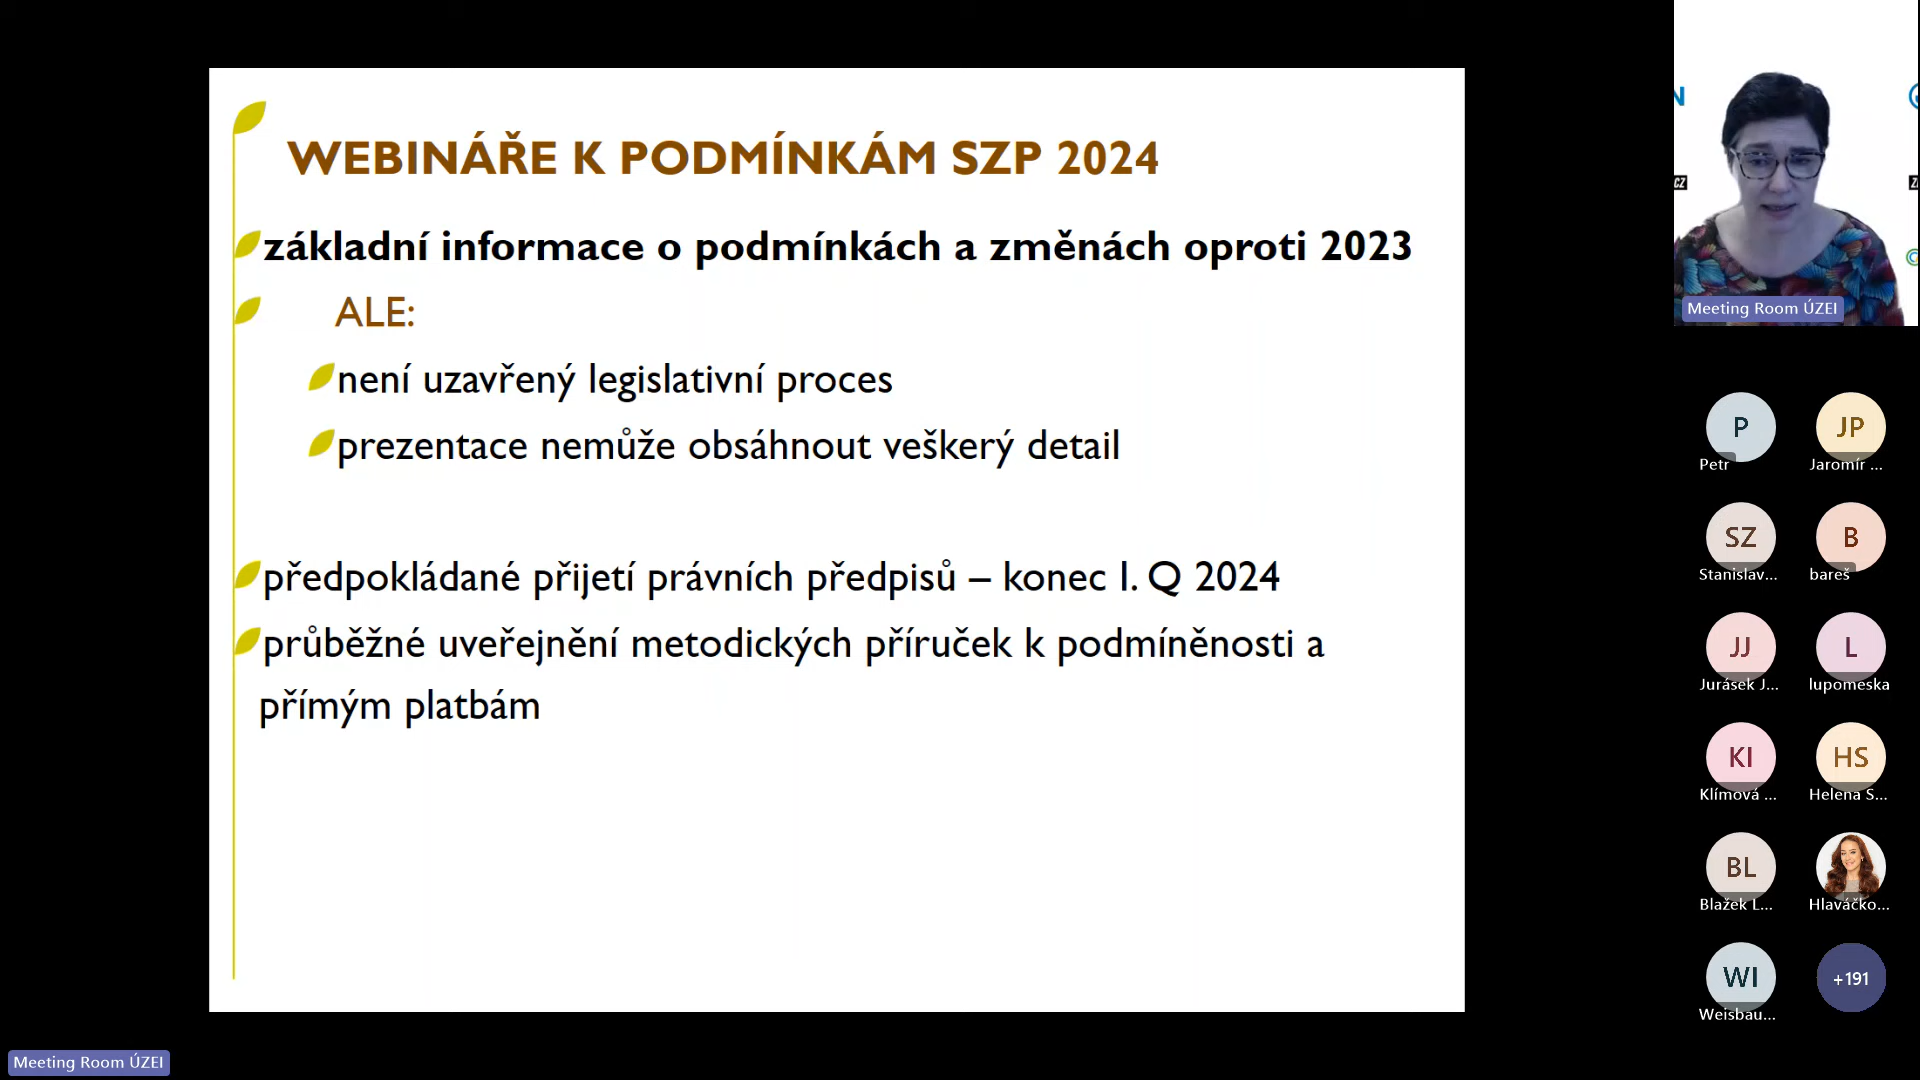 WEBINÁŘE K PODMÍNKÁM SZP 2024
základní informace o podmínkách a změnách oproti 2023
ALE:
není uzavřený legislativní proces
prezentace nemůže obsáhnout veškerý detail
předpokládané přijetí právních předpisů – konec I. Q 2024
průběžné uveřejnění metodických příruček k podmíněnosti a
přímým platbám
Meeting Room ÚZEI
P
Petr
JP
Jaromír ...
SZ
Stanislav...
B
bareš
JJ
Jurásek J...
L
lupomeska
KI
Klímová ...
HS
Helena S...
BL
Blažek L...
Hlaváčko...
WI
Weisbau...
+191
Meeting Room ÚZEI